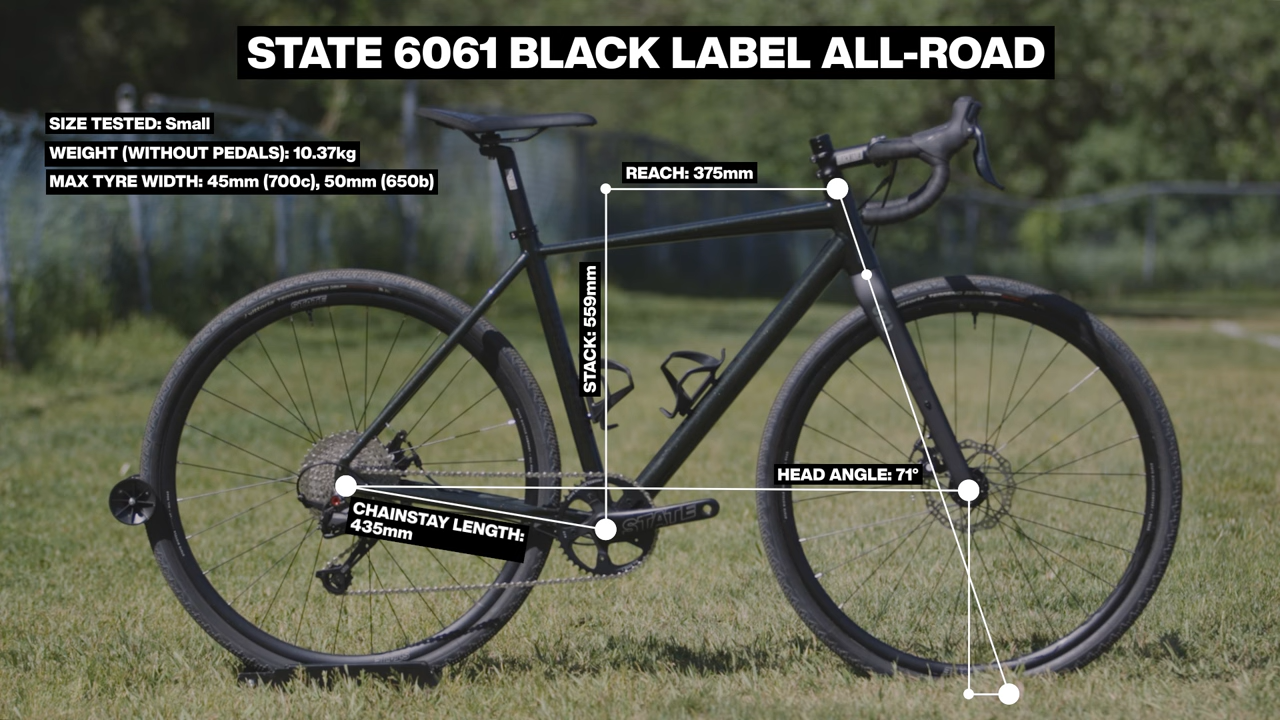 STATE 6061 BLACK LABEL ALL-ROAD
SIZE TESTED: Small
WEIGHT (WITHOUT PEDALS): 10.37kg
MAX TYRE WIDTH: 45mm (700c), 50mm (650b)
REACH: 375mm
STACK: 559mm
HEAD ANGLE: 71°
CHAINSTAY LENGTH:
435mm
STATE
STATE